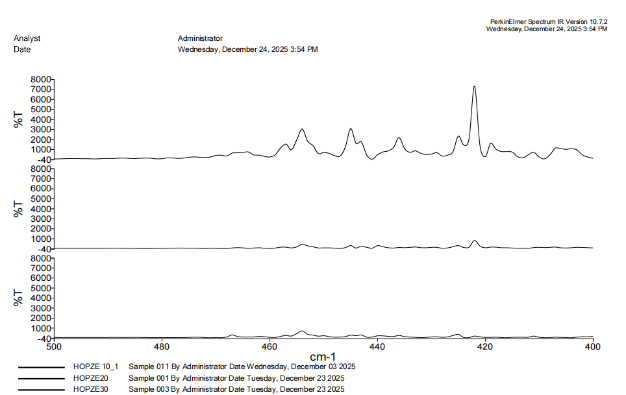 PerkinElmer Spectrum IR Version 10.7.2
Wednesday, December 24, 2025 3:54 PM
Analyst Administrator
Date Wednesday, December 24, 2025 3:54 PM
8000
7000
6000
5000
4000
3000
2000
1000
-40
%T
8000
7000
6000
5000
4000
3000
2000
1000
-40
%T
8000
7000
6000
5000
4000
3000
2000
1000
-40
%T
500 480 460 440 420 400
cm-1
HOPZE 10_1 Sample 011 By Administrator Date Wednesday, December 03 2025
HOPZE20 Sample 001 By Administrator Date Tuesday, December 23 2025
HOPZE30 Sample 003 By Administrator Date Tuesday, December 23 2025